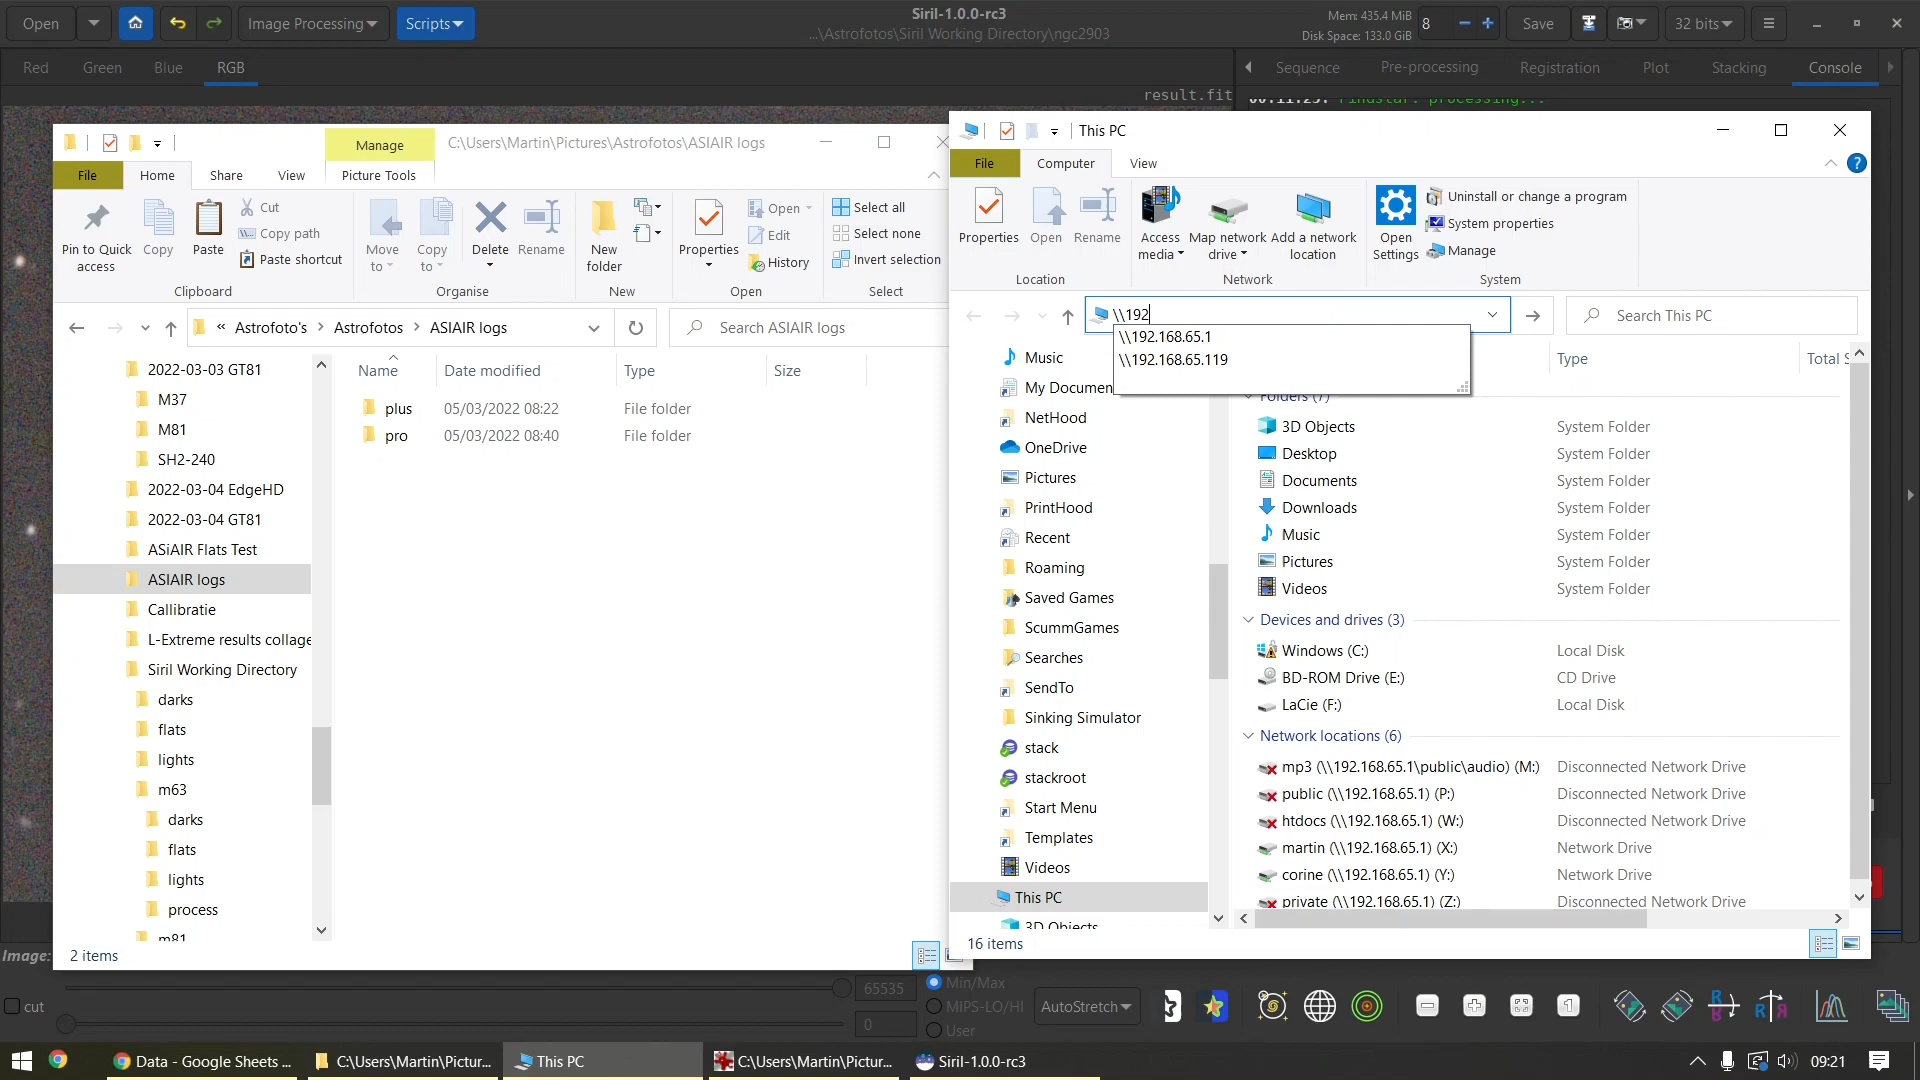 Open
Image Processing
Scripts
Siril-1.0.0-rc3
...\Astrofotos\Siril Working Directory\ngc2903
Mem: 435.4 MiB
Disk Space: 133.0 GiB
8
Save
32 bits
Red
Green
Blue
RGB
Sequence
Pre-processing
Registration
Plot
Stacking
Console
result.fit
00:11:25: Findstar: processing...
Manage
C:\Users\Martin\Pictures\Astrofotos\ASIAIR logs
File
Home
Share
View
Picture Tools
Pin to Quick access
Copy
Paste
Cut
Copy path
Paste shortcut
Clipboard
Move to
Copy to
Delete
Rename
Organise
New folder
New
Properties
Open
Edit
History
Open
Select all
Select none
Invert selection
Select
« Astrofoto's > Astrofotos > ASIAIR logs
Search ASIAIR logs
Name
Date modified
Type
Size
plus
05/03/2022 08:22
File folder
pro
05/03/2022 08:40
File folder
2022-03-03 GT81
M37
M81
SH2-240
2022-03-04 EdgeHD
2022-03-04 GT81
ASiAIR Flats Test
ASIAIR logs
Callibratie
L-Extreme results collage
Siril Working Directory
darks
flats
lights
m63
darks
flats
lights
process
m81
2 items
This PC
File
Computer
View
Properties
Open
Rename
Location
Access media
Map network drive
Add a network location
Network
Open Settings
Uninstall or change a program
System properties
Manage
System
\\192
Search This PC
\\192.168.65.1
\\192.168.65.119
Type
Total S
Music
My Documen
NetHood
OneDrive
Pictures
PrintHood
Recent
Roaming
Saved Games
ScummGames
Searches
SendTo
Sinking Simulator
stack
stackroot
Start Menu
Templates
Videos
This PC
3D Objects
Folders (7)
3D Objects
System Folder
Desktop
System Folder
Documents
System Folder
Downloads
System Folder
Music
System Folder
Pictures
System Folder
Videos
System Folder
Devices and drives (3)
Windows (C:)
Local Disk
BD-ROM Drive (E:)
CD Drive
LaCie (F:)
Local Disk
Network locations (6)
mp3 (\\192.168.65.1\public\audio) (M:)
Disconnected Network Drive
public (\\192.168.65.1) (P:)
Disconnected Network Drive
htdocs (\\192.168.65.1) (W:)
Disconnected Network Drive
martin (\\192.168.65.1) (X:)
Network Drive
corine (\\192.168.65.1) (Y:)
Network Drive
private (\\192.168.65.1) (Z:)
Disconnected Network Drive
16 items
Image:
cut
65535
0
Min/Max
MIPS-LO/HI
User
AutoStretch
Data - Google Sheets ...
C:\Users\Martin\Pictur...
This PC
C:\Users\Martin\Pictur...
Siril-1.0.0-rc3
09:21